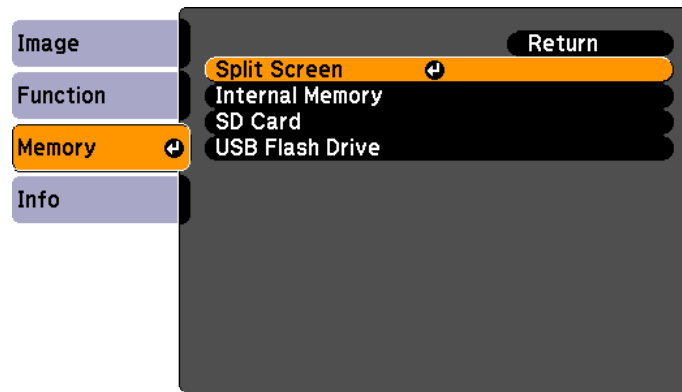 Image
Function
Memory
Info
Return
Split Screen
Internal Memory
SD Card
USB Flash Drive